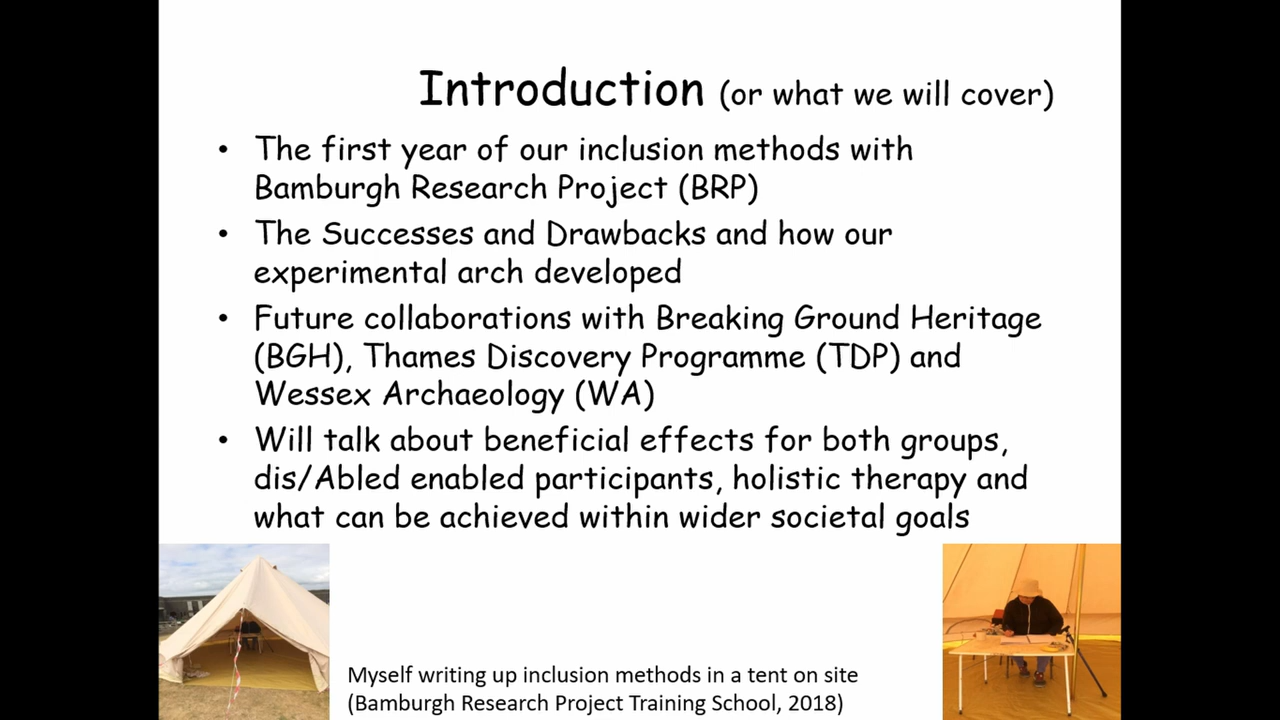 Introduction (or what we will cover)
• The first year of our inclusion methods with
Bamburgh Research Project (BRP)
• The Successes and Drawbacks and how our
experimental arch developed
• Future collaborations with Breaking Ground Heritage
(BGH), Thames Discovery Programme (TDP) and
Wessex Archaeology (WA)
• Will talk about beneficial effects for both groups,
dis/Abled enabled participants, holistic therapy and
what can be achieved within wider societal goals
Myself writing up inclusion methods in a tent on site
(Bamburgh Research Project Training School, 2018)